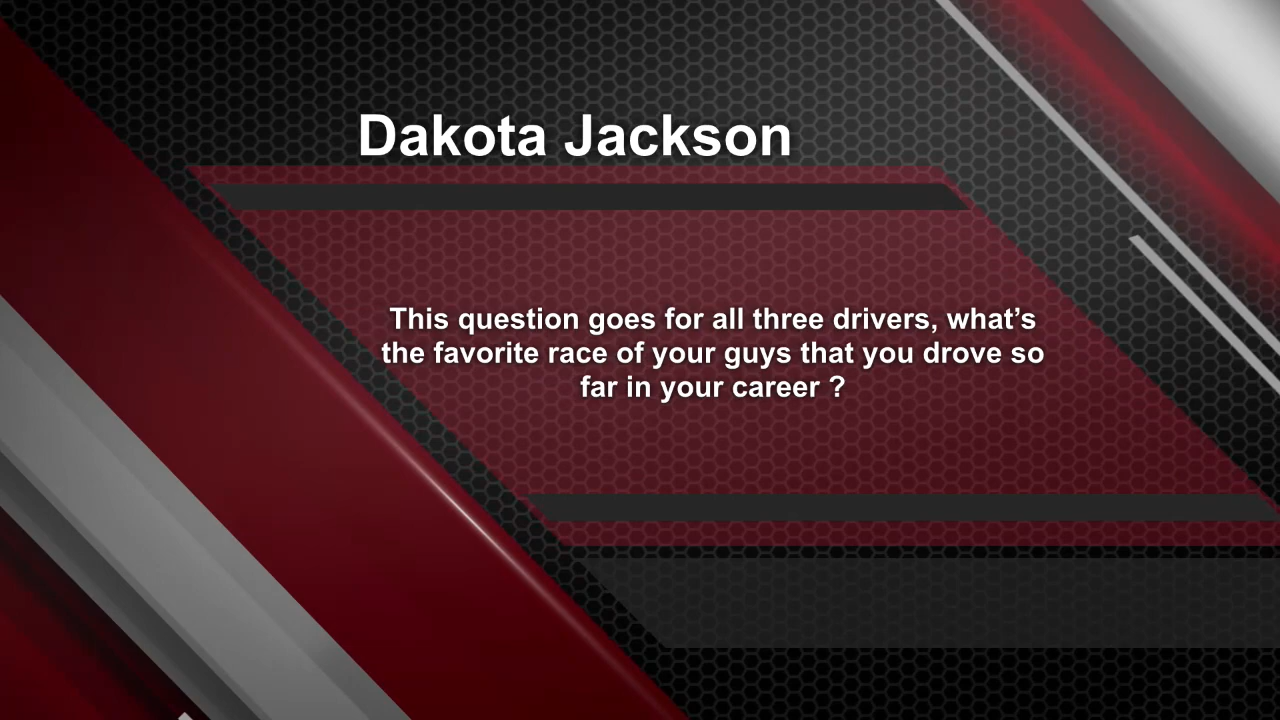 Dakota Jackson
This question goes for all three drivers, what’s
the favorite race of your guys that you drove so
far in your career ?